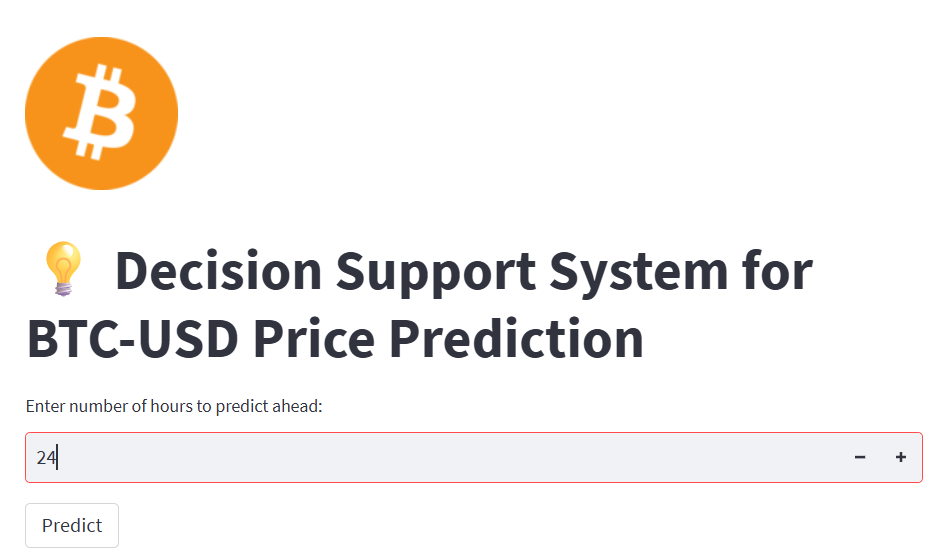 Decision Support System for
BTC-USD Price Prediction
Enter number of hours to predict ahead:
24
Predict